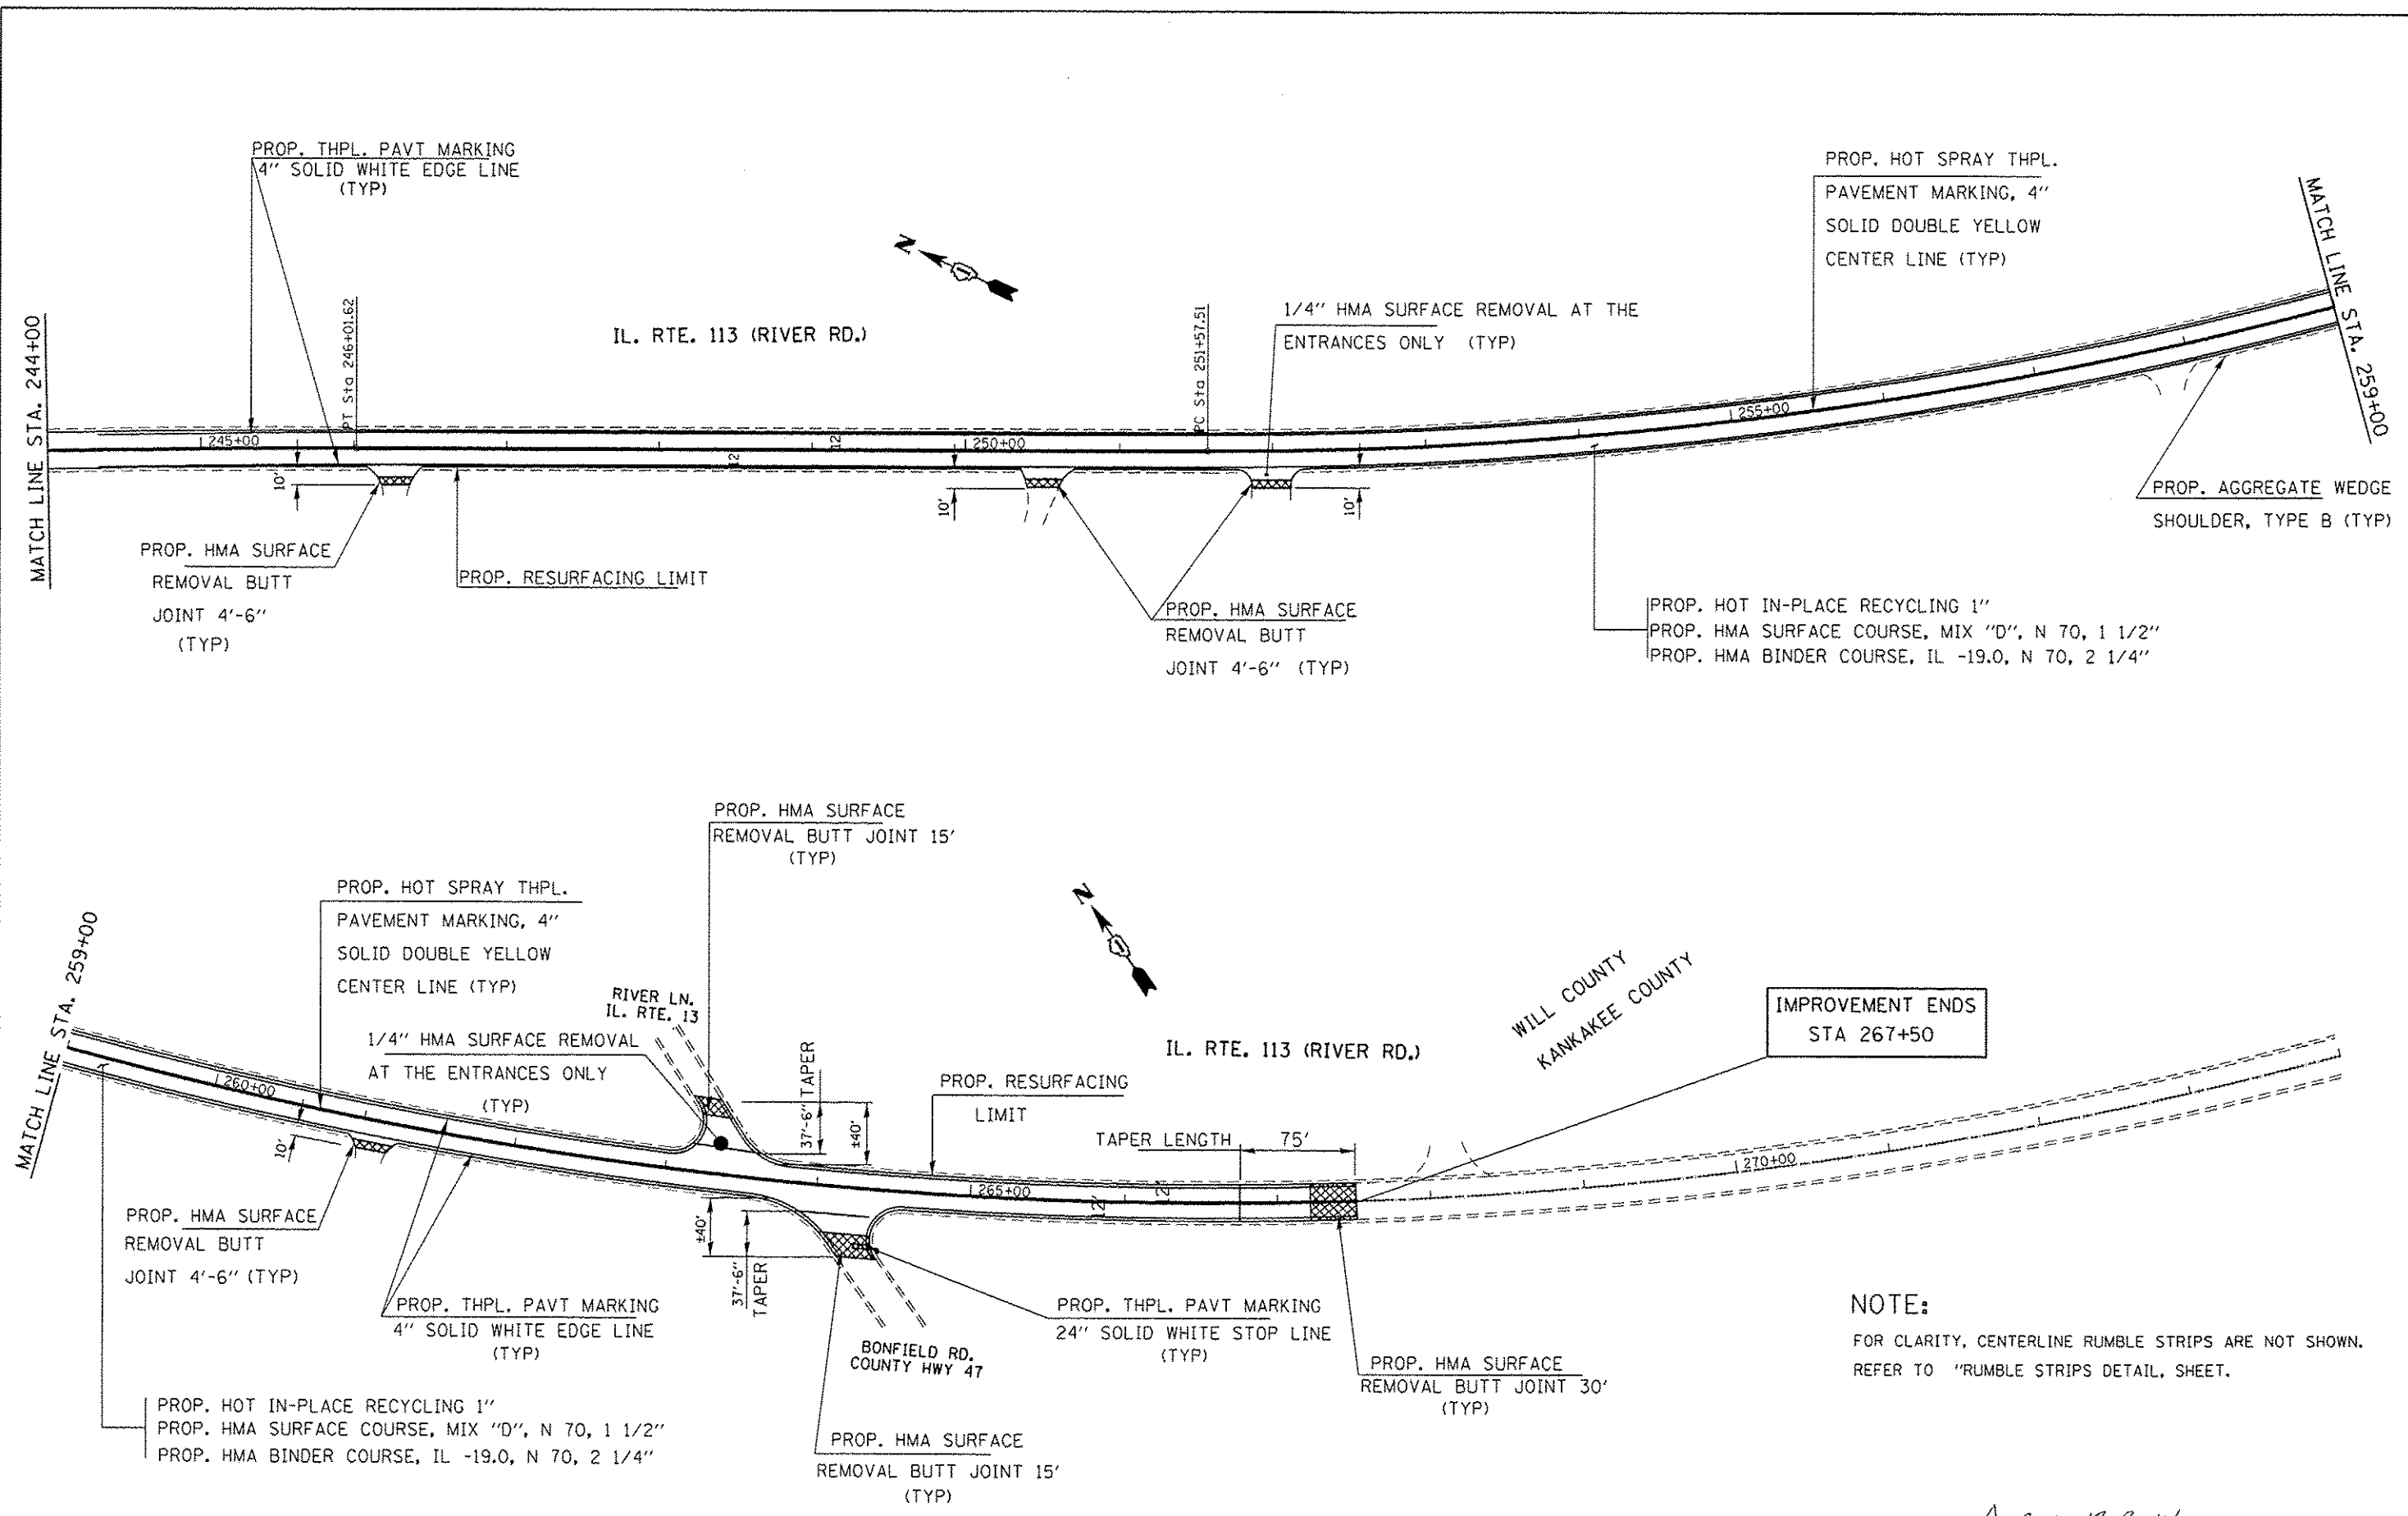 PROP. THPL. PAVT MARKING
4" SOLID WHITE EDGE LINE
(TYP)
PROP. HOT SPRAY THPL.
PAVEMENT MARKING, 4"
SOLID DOUBLE YELLOW
CENTER LINE (TYP)
MATCH LINE STA. 259+00
N
1/4" HMA SURFACE REMOVAL AT THE
ENTRANCES ONLY (TYP)
IL. RTE. 113 (RIVER RD.)
MATCH LINE STA. 244+00
PT Sta 246+01.62
PC Sta 251+57.51
245+00
12'
12
250+00
255+00
10'
10'
10'
PROP. AGGREGATE WEDGE
SHOULDER, TYPE B (TYP)
PROP. HMA SURFACE
REMOVAL BUTT
JOINT 4'-6"
(TYP)
PROP. RESURFACING LIMIT
PROP. HMA SURFACE
REMOVAL BUTT
JOINT 4'-6" (TYP)
PROP. HOT IN-PLACE RECYCLING 1"
PROP. HMA SURFACE COURSE, MIX "D", N 70, 1 1/2"
PROP. HMA BINDER COURSE, IL -19.0, N 70, 2 1/4"
PROP. HMA SURFACE
REMOVAL BUTT JOINT 15'
(TYP)
PROP. HOT SPRAY THPL.
PAVEMENT MARKING, 4"
SOLID DOUBLE YELLOW
CENTER LINE (TYP)
N
MATCH LINE STA. 259+00
RIVER LN.
IL. RTE. 13
1/4" HMA SURFACE REMOVAL
AT THE ENTRANCES ONLY
(TYP)
IL. RTE. 113 (RIVER RD.)
WILL COUNTY
KANKAKEE COUNTY
IMPROVEMENT ENDS
STA 267+50
PROP. RESURFACING
LIMIT
37'-6" TAPER
±40'
TAPER LENGTH 75'
260+00
10'
265+00
12'
12'
270+00
±40'
37'-6"
TAPER
PROP. HMA SURFACE
REMOVAL BUTT
JOINT 4'-6" (TYP)
PROP. THPL. PAVT MARKING
4" SOLID WHITE EDGE LINE
(TYP)
BONFIELD RD.
COUNTY HWY 47
PROP. THPL. PAVT MARKING
24" SOLID WHITE STOP LINE
(TYP)
PROP. HMA SURFACE
REMOVAL BUTT JOINT 30'
(TYP)
NOTE:
FOR CLARITY, CENTERLINE RUMBLE STRIPS ARE NOT SHOWN.
REFER TO "RUMBLE STRIPS DETAIL, SHEET.
PROP. HOT IN-PLACE RECYCLING 1"
PROP. HMA SURFACE COURSE, MIX "D", N 70, 1 1/2"
PROP. HMA BINDER COURSE, IL -19.0, N 70, 2 1/4"
PROP. HMA SURFACE
REMOVAL BUTT JOINT 15'
(TYP)